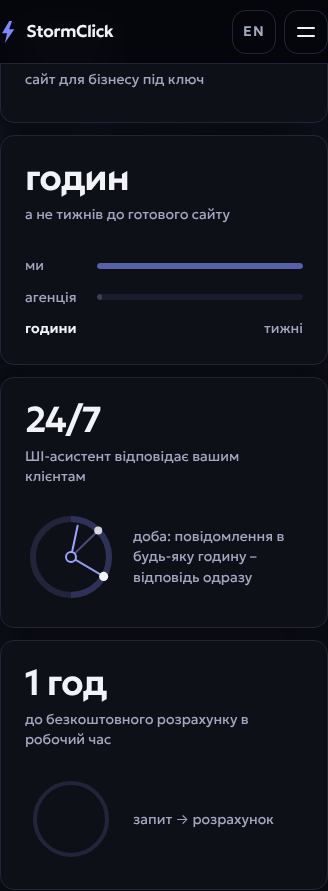 StormClick
EN
сайт для бізнесу під ключ
годин
а не тижнів до готового сайту
ми
агенція
години
тижні
24/7
ШІ-асистент відповідає вашим
клієнтам
доба: повідомлення в
будь-яку годину –
відповідь одразу
1 год
до безкоштовного розрахунку в
робочий час
запит → розрахунок